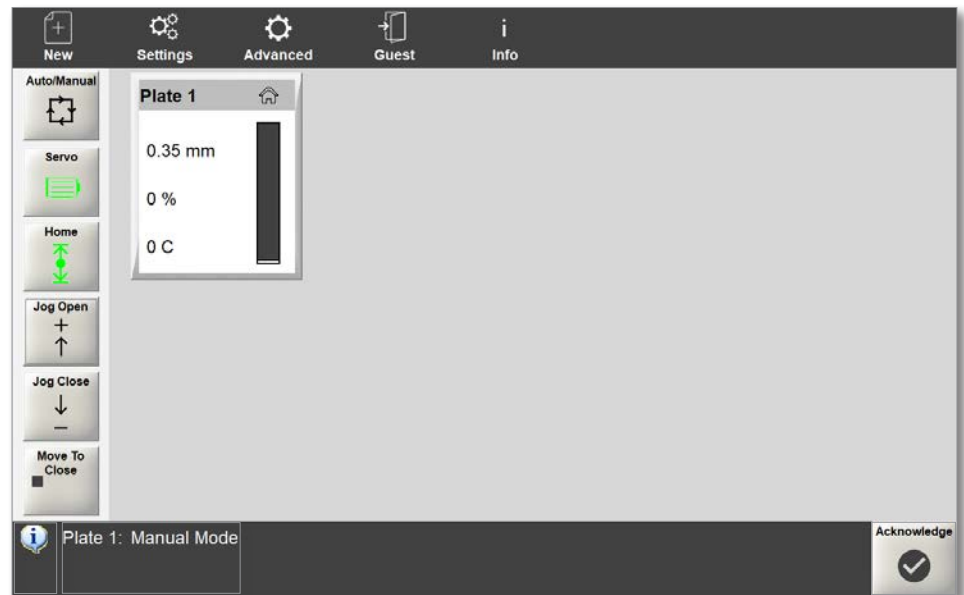 New
Settings
Advanced
Guest
i
Info
Auto/Manual
Servo
Home
Jog Open
Jog Close
Move To
Close
Plate 1
0.35 mm
0 %
0 C
Plate 1: Manual Mode
Acknowledge